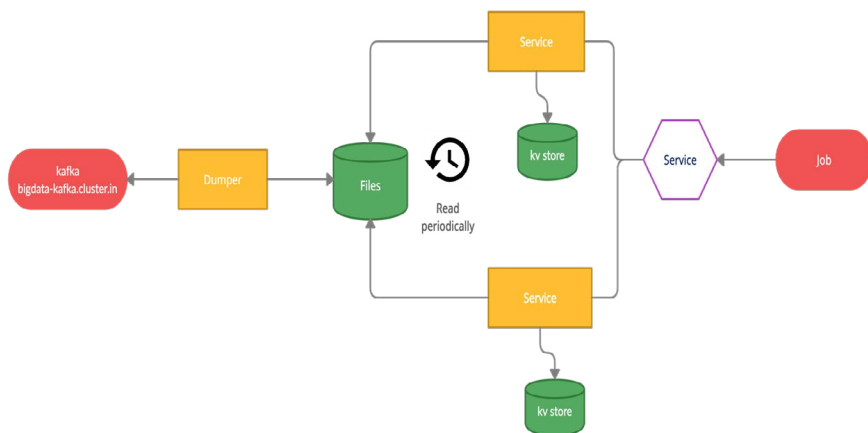 Service
kv store
kafka
bigdata-kafka.cluster.in
Dumper
Files
Read
periodically
Service
Job
Service
kv store